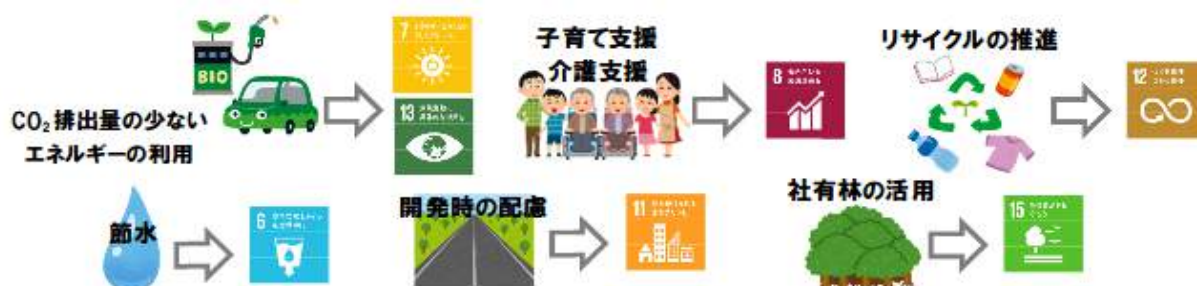 子育て支援
介護支援
リサイクルの推進
BIO
7
13
8
12
CO₂排出量の少ない
エネルギーの利用
節水
6
開発時の配慮
11
社有林の活用
15